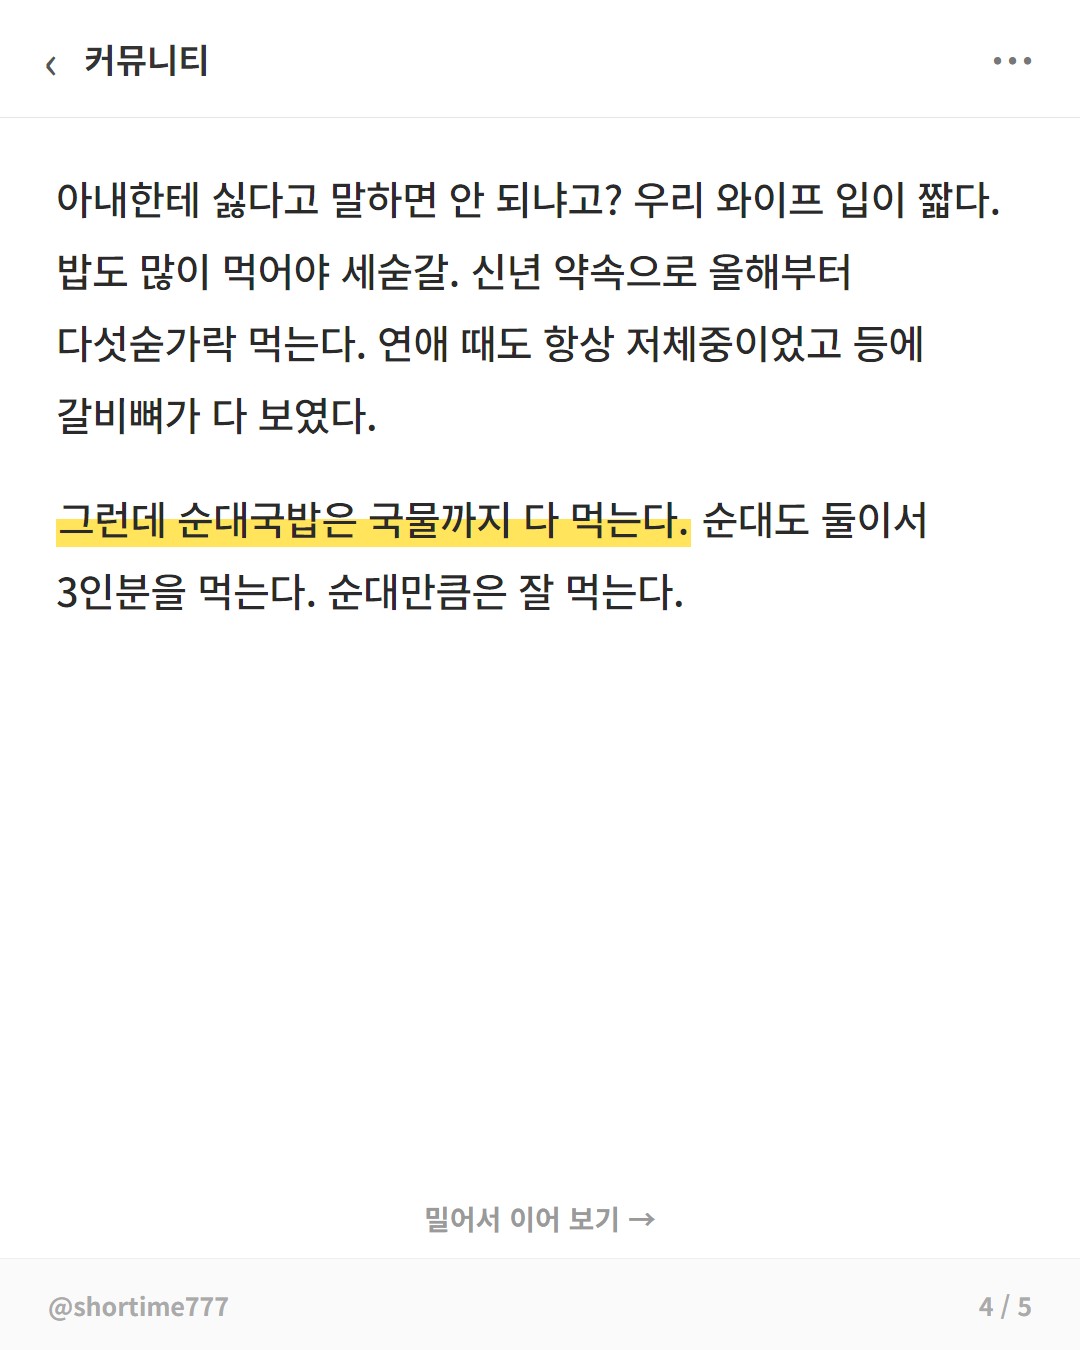 ‹ 커뮤니티 •••
아내한테 싫다고 말하면 안 되냐고? 우리 와이프 입이 짧다.
밥도 많이 먹어야 세숟갈. 신년 약속으로 올해부터
다섯숟가락 먹는다. 연애 때도 항상 저체중이었고 등에
갈비뼈가 다 보였다.
그런데 순대국밥은 국물까지 다 먹는다. 순대도 둘이서
3인분을 먹는다. 순대만큼은 잘 먹는다.
밀어서 이어 보기 →
@shortime777 4 / 5